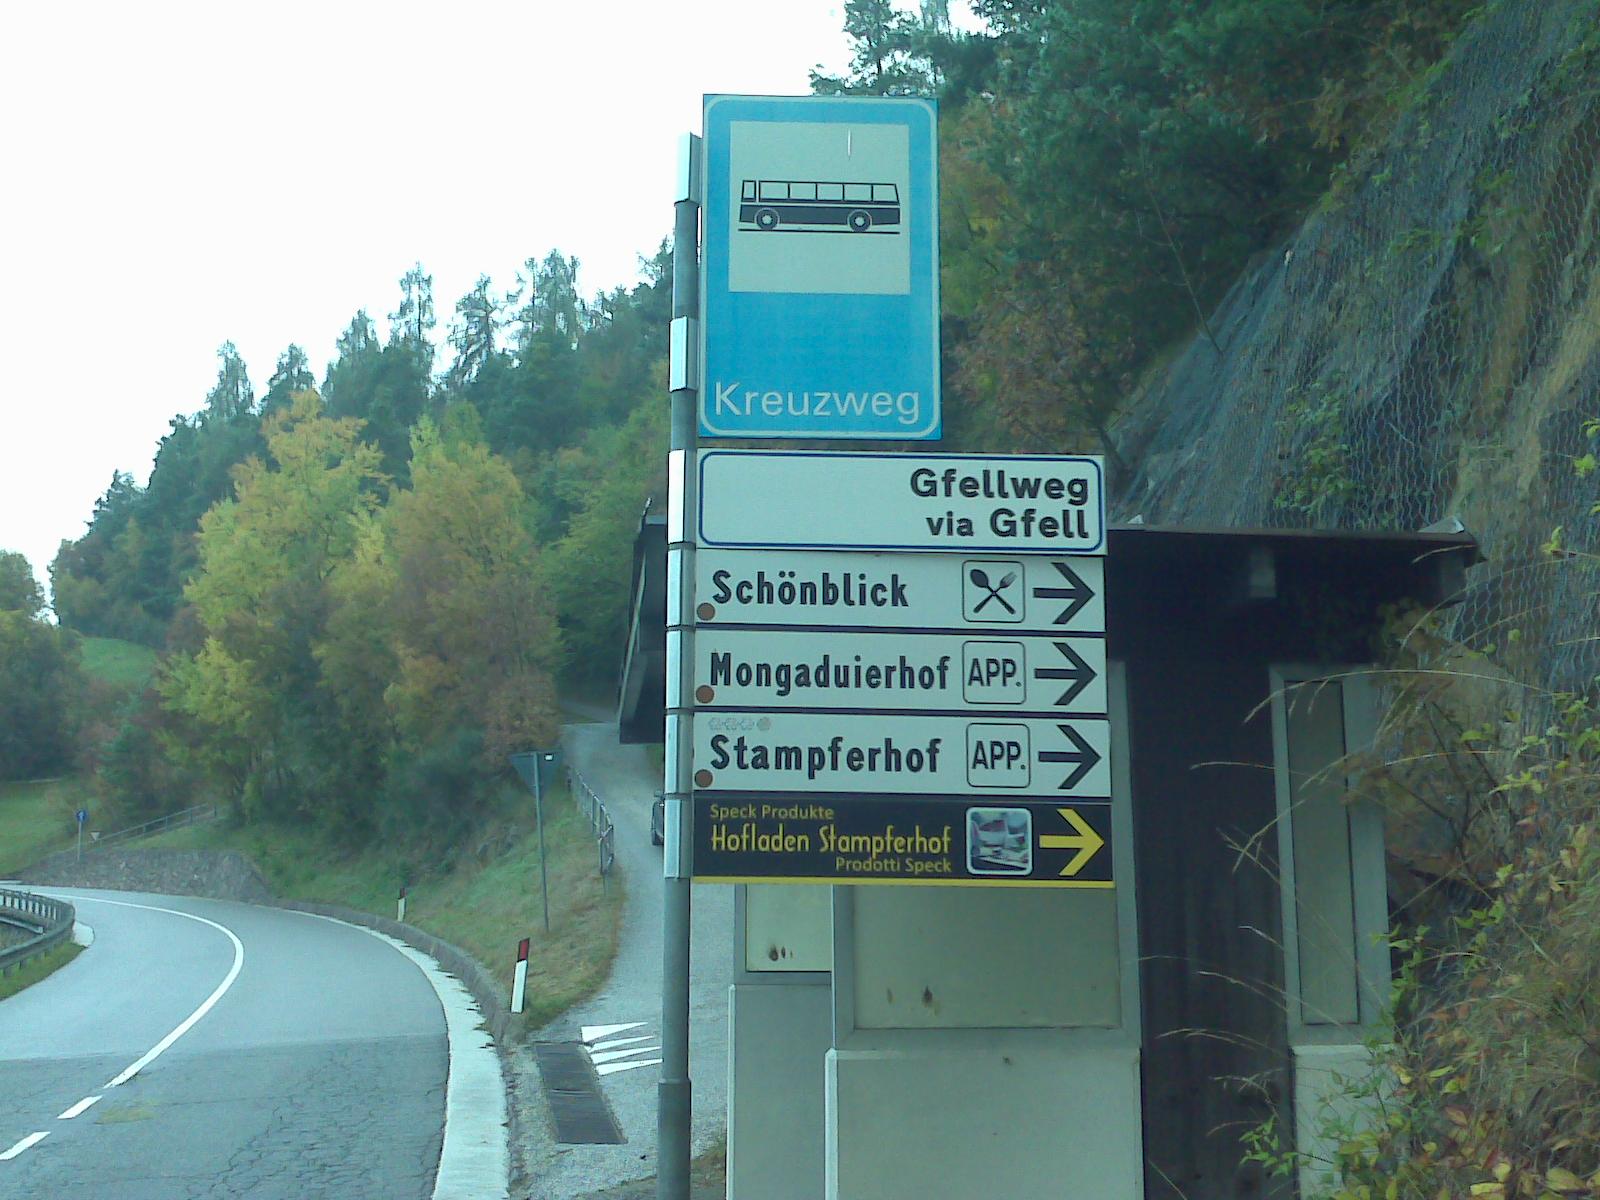 Kreuzweg
Gfellweg
via Gfell
Schönblick
Mongaduierhof APP.
Stampferhof APP.
Speck Produkte
Hofladen Stampferhof
Prodotti Speck